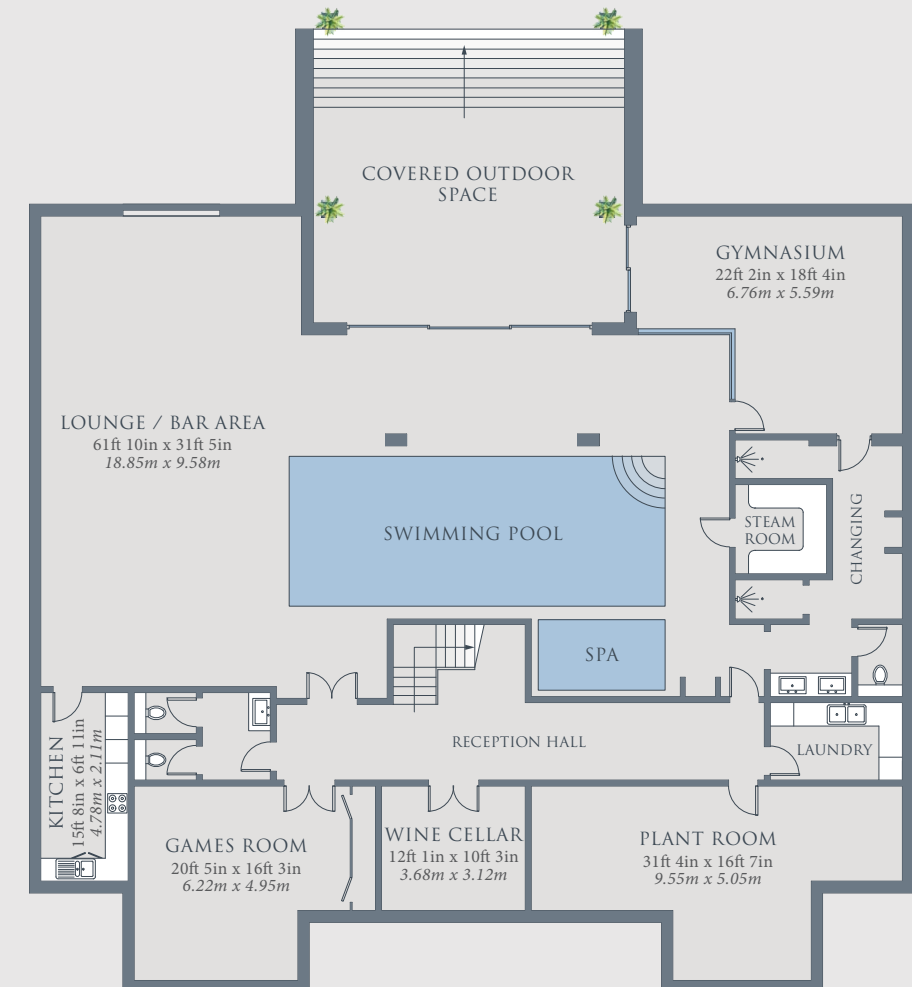 COVERED OUTDOOR
SPACE
GYMNASIUM
22ft 2in x 18ft 4in
6.76m x 5.59m
LOUNGE / BAR AREA
61ft 10in x 31ft 5in
18.85m x 9.58m
SWIMMING POOL
STEAM
ROOM
CHANGING
SPA
RECEPTION HALL
LAUNDRY
KITCHEN
15ft 8in x 6ft 11in
4.78m x 2.11m
GAMES ROOM
20ft 5in x 16ft 3in
6.22m x 4.95m
WINE CELLAR
12ft 1in x 10ft 3in
3.68m x 3.12m
PLANT ROOM
31ft 4in x 16ft 7in
9.55m x 5.05m